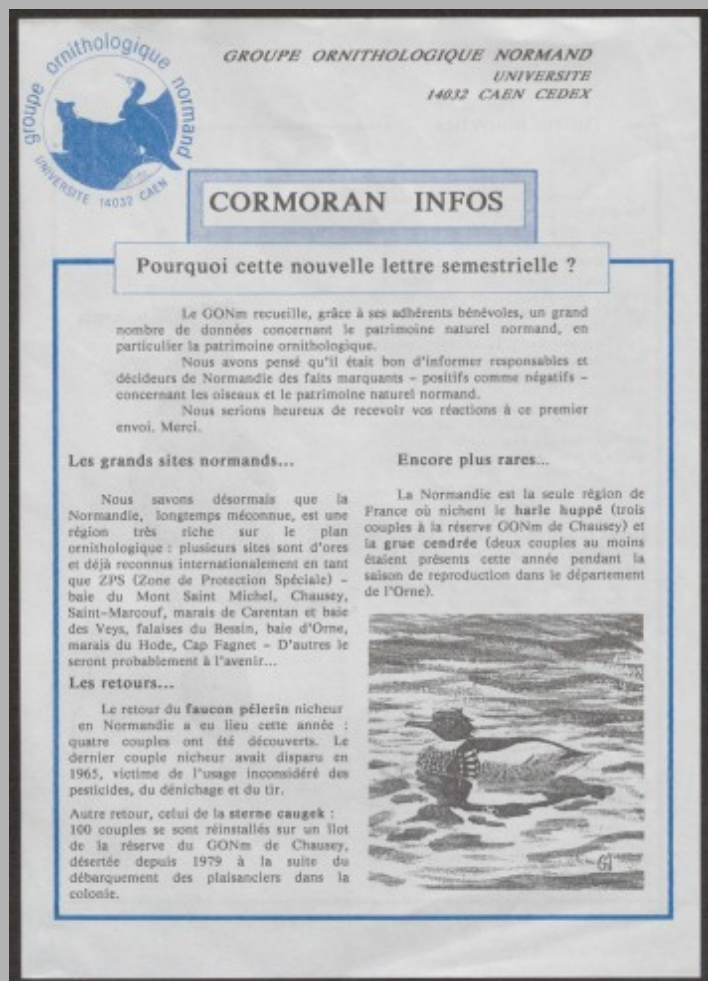 groupe ornithologique normand
UNIVERSITE 14032 CAEN
GROUPE ORNITHOLOGIQUE NORMAND
UNIVERSITE
14032 CAEN CEDEX
CORMORAN INFOS
Pourquoi cette nouvelle lettre semestrielle ?
Le GONm recueille, grâce à ses adhérents bénévoles, un grand
nombre de données concernant le patrimoine naturel normand, en
particulier la patrimoine ornithologique.
Nous avons pensé qu'il était bon d'informer responsables et
décideurs de Normandie des faits marquants - positifs comme négatifs -
concernant les oiseaux et le patrimoine naturel normand.
Nous serions heureux de recevoir vos réactions à ce premier
envoi. Merci.
Les grands sites normands...
Nous savons désormais que la
Normandie, longtemps méconnue, est une
région très riche sur le plan
ornithologique : plusieurs sites sont d'ores
et déjà reconnus internationalement en tant
que ZPS (Zone de Protection Spéciale) -
baie du Mont Saint Michel, Chausey,
Saint-Marcouf, marais de Carentan et baie
des Veys, falaises du Bessin, baie d'Orne,
marais du Hode, Cap Fagnet - D'autres le
seront probablement à l'avenir...
Les retours...
Le retour du faucon pélerin nicheur
en Normandie a eu lieu cette année :
quatre couples ont été découverts. Le
dernier couple nicheur avait disparu en
1965, victime de l'usage inconsidéré des
pesticides, du dénichage et du tir.
Autre retour, celui de la sterne caugek :
100 couples se sont réinstallés sur un îlot
de la réserve du GONm de Chausey,
désertée depuis 1979 à la suite du
débarquement des plaisanciers dans la
colonie.
Encore plus rares...
La Normandie est la seule région de
France où nichent le harle huppé (trois
couples à la réserve GONm de Chausey) et
la grue cendrée (deux couples au moins
étaient présents cette année pendant la
saison de reproduction dans le département
de l'Orne).